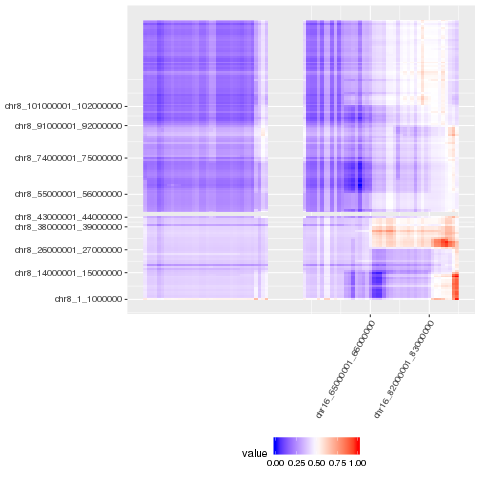 chr8_101000001_102000000
chr8_91000001_92000000
chr8_74000001_75000000
chr8_55000001_56000000
chr8_43000001_44000000
chr8_38000001_39000000
chr8_26000001_27000000
chr8_14000001_15000000
chr8_1_1000000
chr16_65000001_66000000
chr16_82000001_83000000
value
0.00 0.25 0.50 0.75 1.00